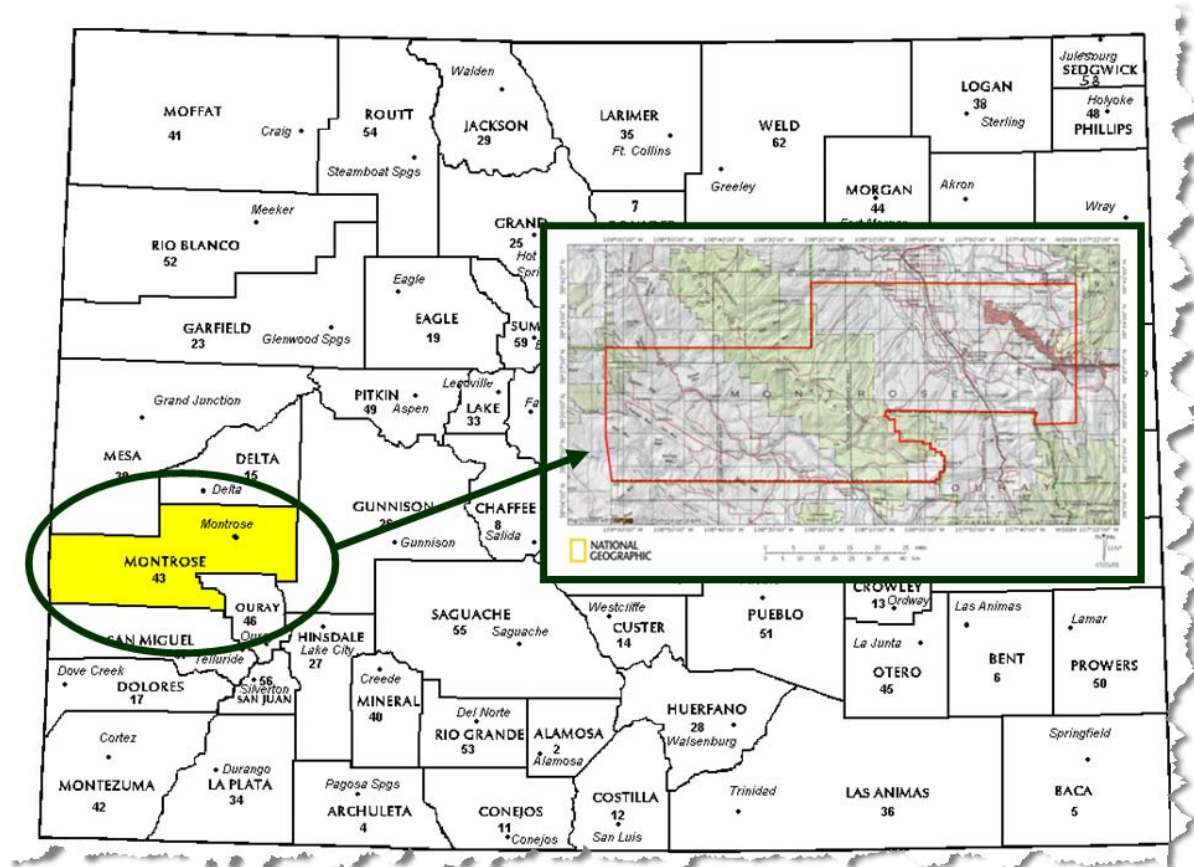 MOFFAT
41
Craig
ROUTT
54
Steamboat Spgs
Walden
JACKSON
29
LARIMER
35
Ft. Collins
WELD
62
Greeley
LOGAN
38
Sterling
Julesburg
SEDGWICK
58
Holyoke
48
PHILLIPS
MORGAN
44
Akron
Wray
7
Meeker
RIO BLANCO
52
GRAND
25
Hot
GARFIELD
23
Glenwood Spgs
Eagle
EAGLE
19
SUM
59
PITKIN
49
Aspen
Leadville
LAKE
33
Grand Junction
MESA
DELTA
15
Delta
GUNNISON
Gunnison
CHAFFEE
8
Salida
Montrose
MONTROSE
43
OURAY
46
SAN MIGUEL
Telluride
HINSDALE
Lake City
27
SAGUACHE
55
Saguache
Westcliffe
CUSTER
14
PUEBLO
51
CROWLEY
13
Ordway
La Junta
OTERO
45
Las Animas
BENT
6
Lamar
PROWERS
50
Dove Creek
DOLORES
17
56
Silverton
SAN JUAN
Creede
MINERAL
40
Del Norte
RIO GRANDE
53
ALAMOSA
2
Alamosa
HUERFANO
28
Walsenburg
Springfield
Cortez
MONTEZUMA
42
Durango
LA PLATA
34
Pagosa Spgs
ARCHULETA
4
CONEJOS
11
Conejos
COSTILLA
12
San Luis
Trinidad
LAS ANIMAS
36
BACA
5
MONTROSE
OURAY
NATIONAL
GEOGRAPHIC